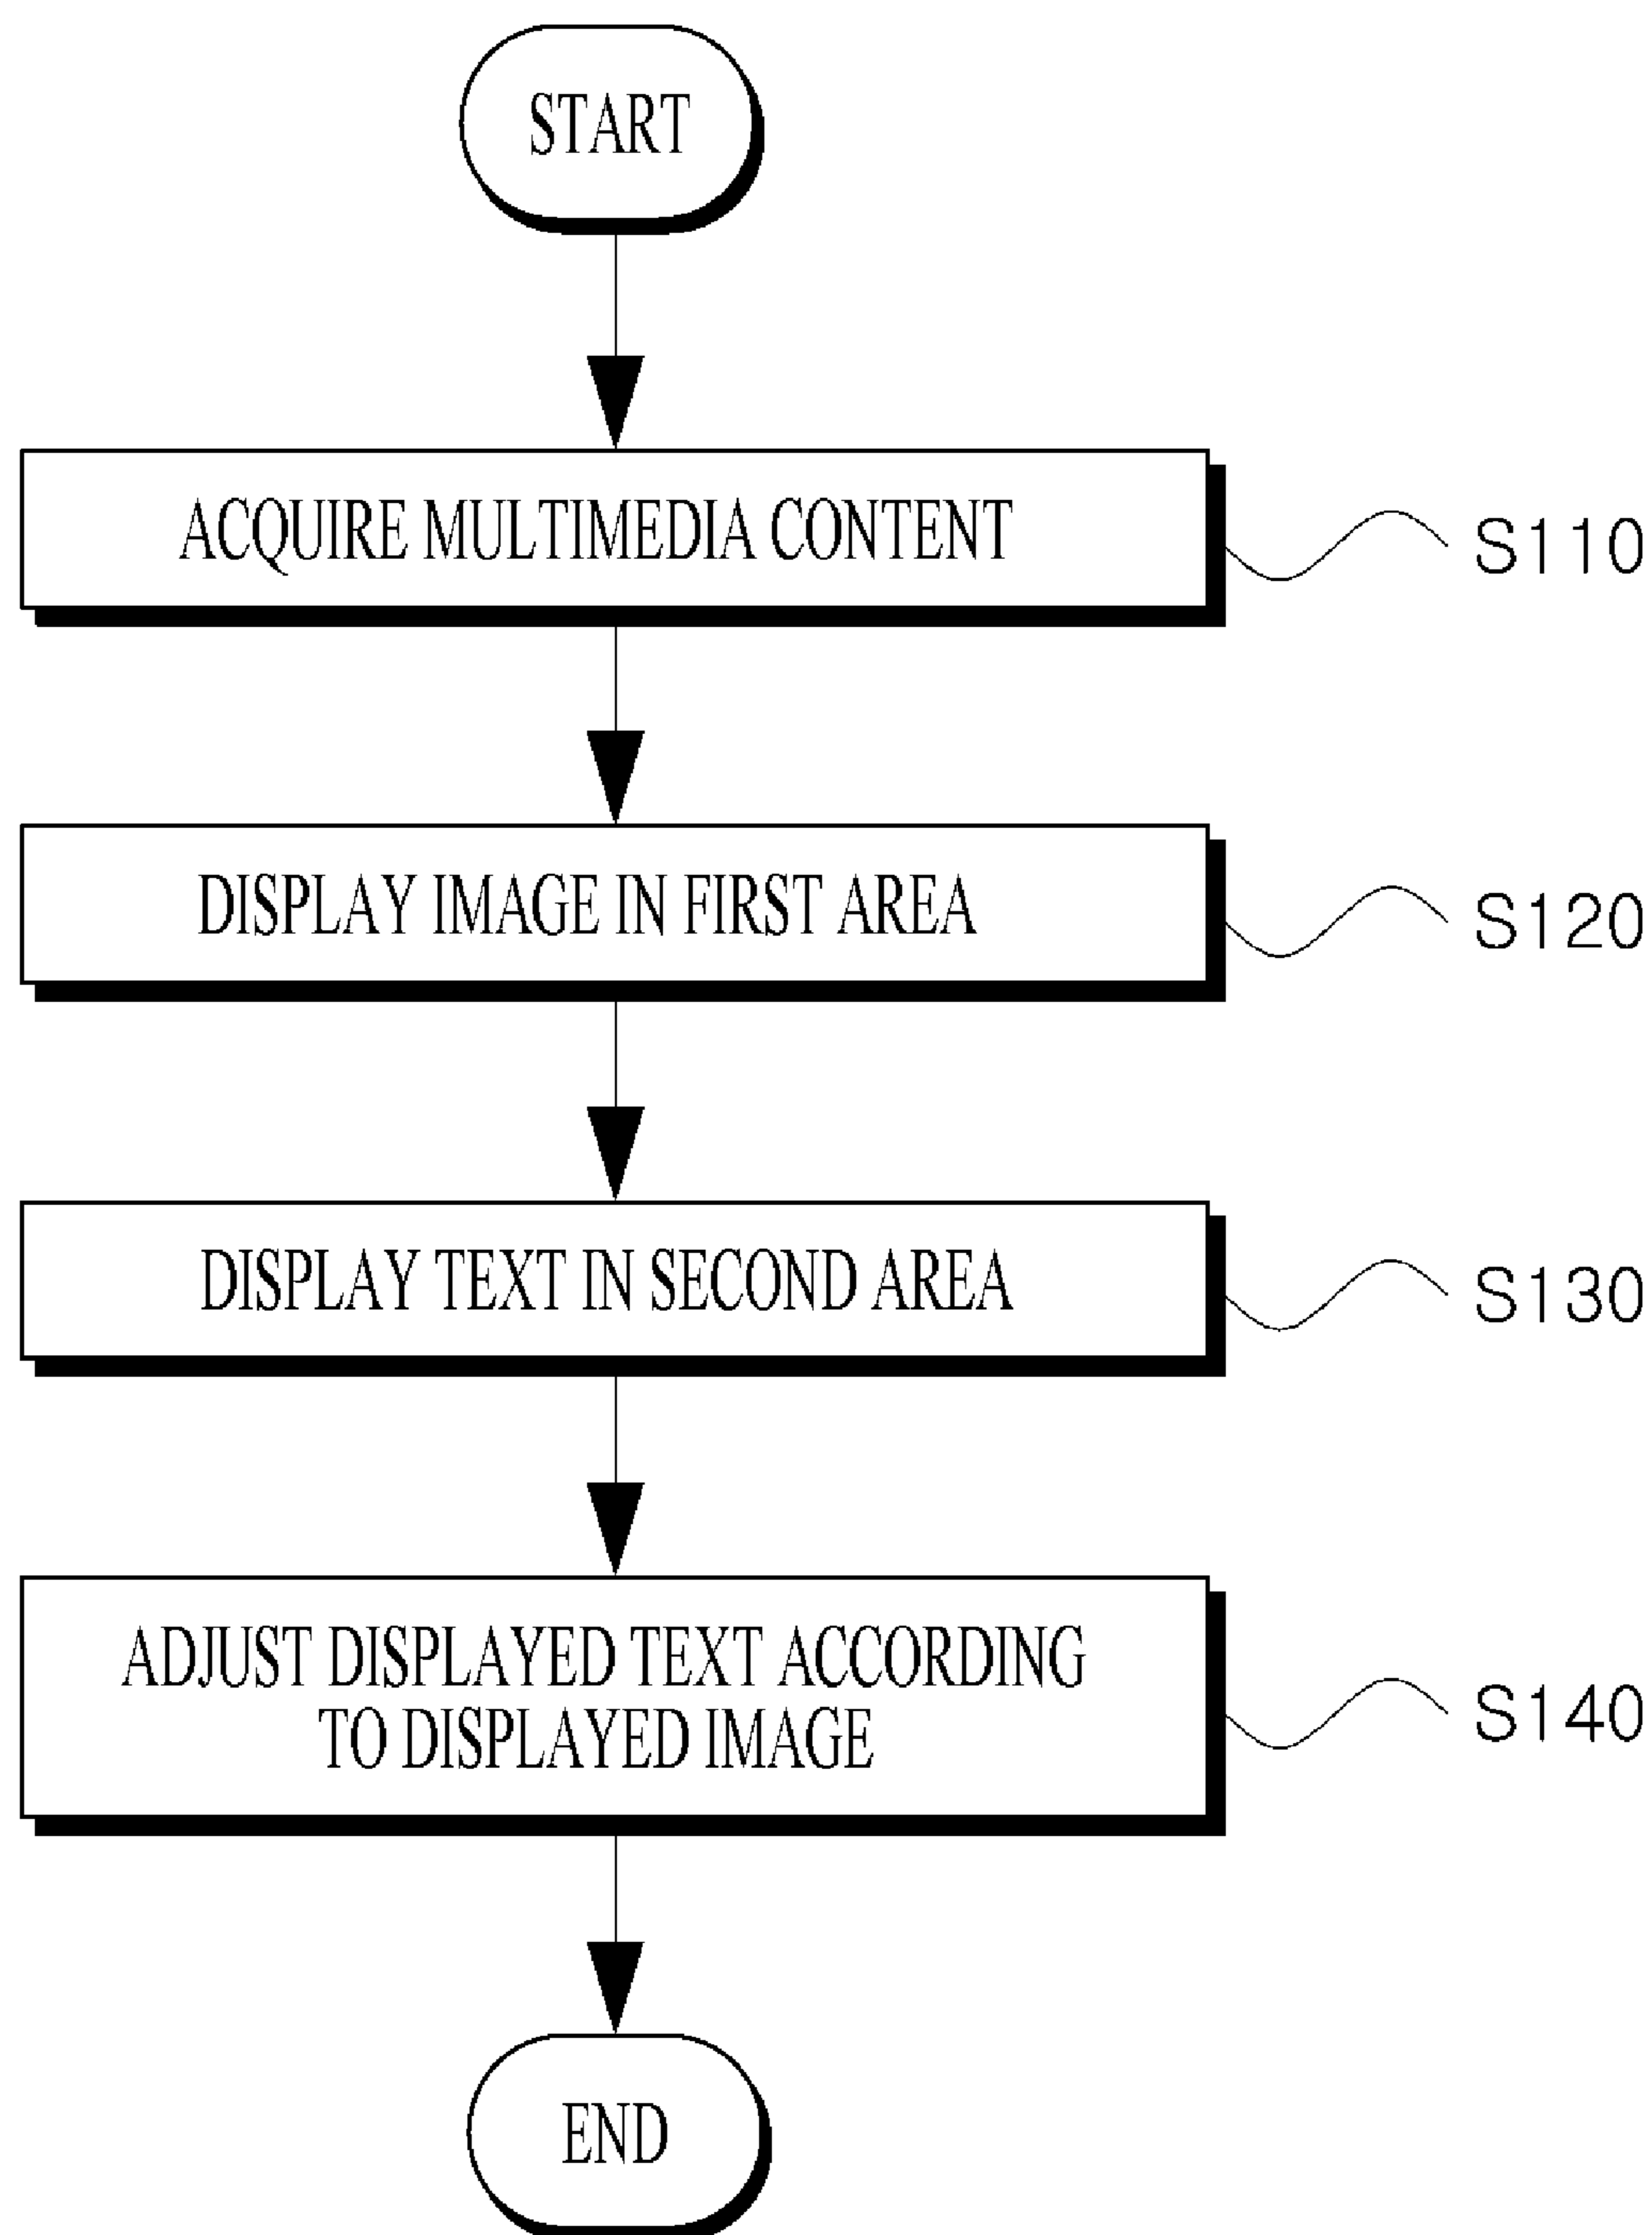 START
ACQUIRE MULTIMEDIA CONTENT
S110
DISPLAY IMAGE IN FIRST AREA
S120
DISPLAY TEXT IN SECOND AREA
S130
ADJUST DISPLAYED TEXT ACCORDING
TO DISPLAYED IMAGE
S140
END